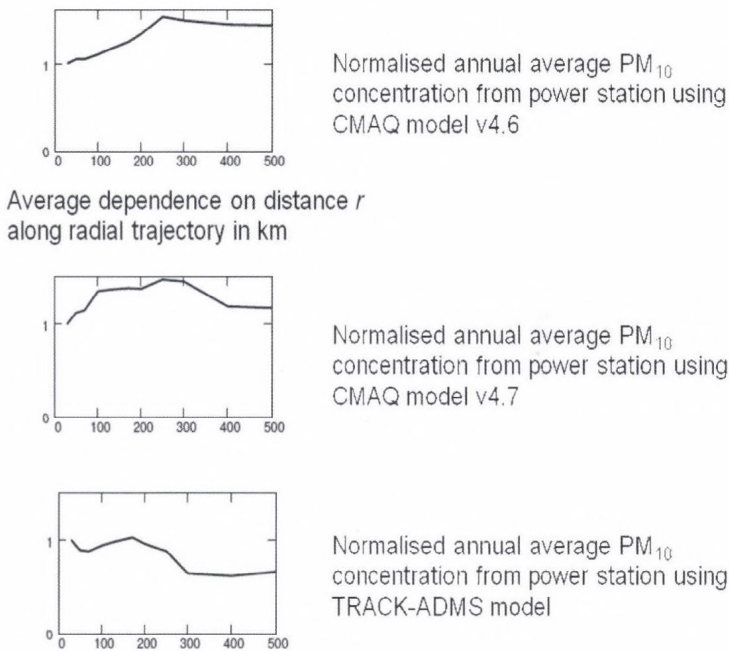 1
0
0 100 200 300 400 500
Normalised annual average PM₁₀
concentration from power station using
CMAQ model v4.6
Average dependence on distance r
along radial trajectory in km
1
0
0 100 200 300 400 500
Normalised annual average PM₁₀
concentration from power station using
CMAQ model v4.7
1
0
0 100 200 300 400 500
Normalised annual average PM₁₀
concentration from power station using
TRACK-ADMS model